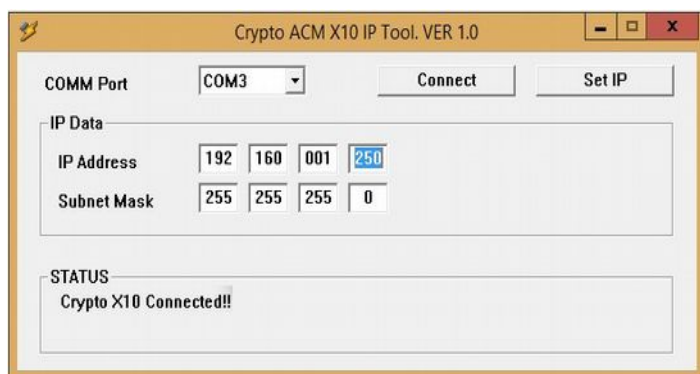 Crypto ACM X10 IP Tool. VER 1.0
COMM Port COM3 Connect Set IP
IP Data
IP Address 192 160 001 250
Subnet Mask 255 255 255 0
STATUS
Crypto X10 Connected!!